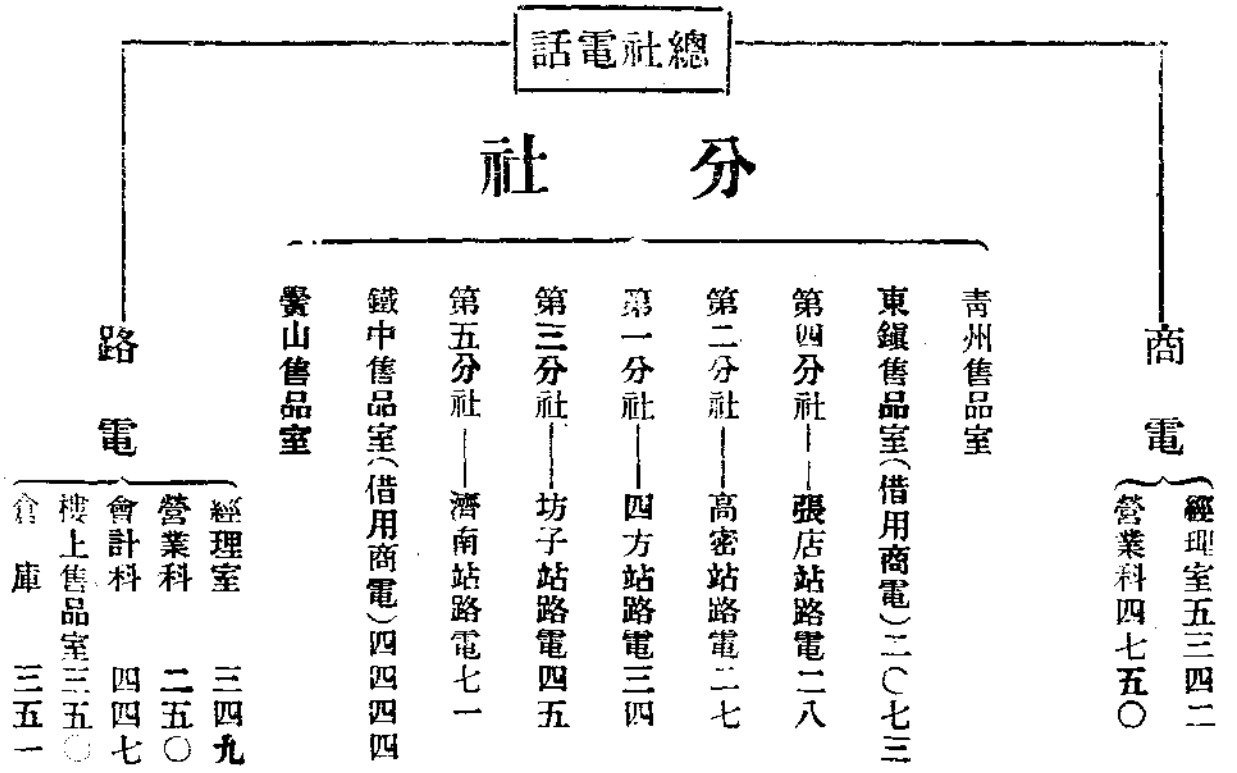 總社電話
商電
經理室五三四二
營業科四七五〇
分社
青州售品室
東鎭售品室(借用商電)二〇七三
第四分社——張店站路電二八
第二分社——高密站路電二七
第一分社——四方站路電三四
第三分社——坊子站路電四五
第五分社——濟南站路電七一
鐵中售品室(借用商電)四四四四
黌山售品室
路電
經理室 三四九
營業科 二五〇
會計科 四四七
樓上售品室三五〇
倉庫 三五一